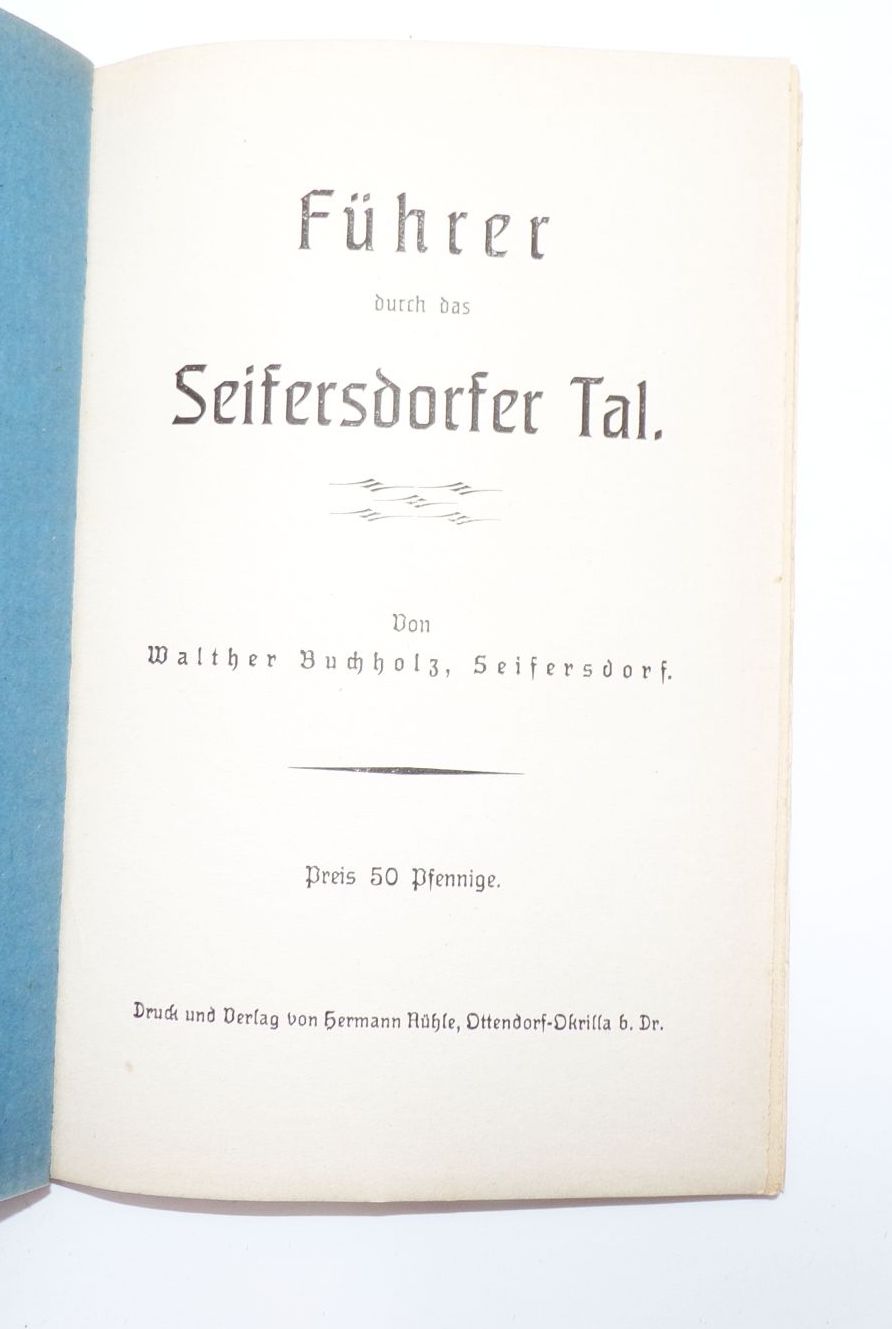 Führer
durch das
Seifersdorfer Tal.
Von
Walther Buchholz, Seifersdorf.
Preis 50 Pfennige.
Druck und Verlag von Hermann Rühle, Ottendorf-Okrilla b. Dr.